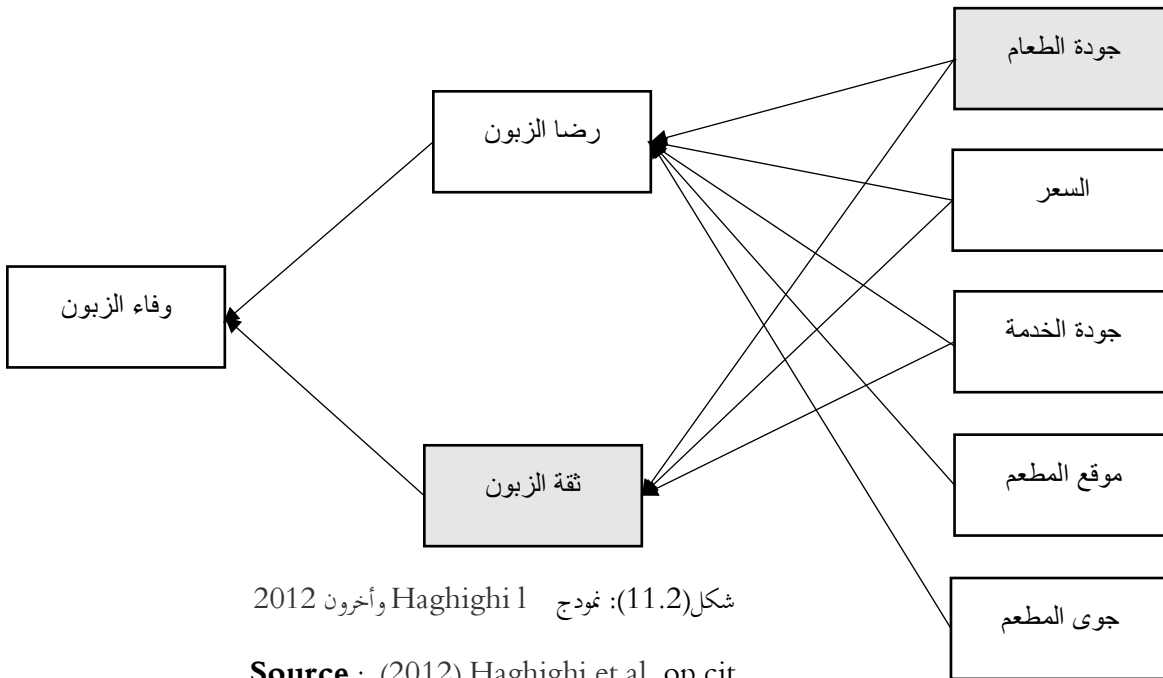 جودة الطعام
رضا الزبون
السعر
وفاء الزبون
جودة الخدمة
موقع المطعم
ثقة الزبون
جوى المطعم
شكل(11.2): نمودج Haghighi l وأخرون 2012
Source : (2012) Haghighi et al, op cit